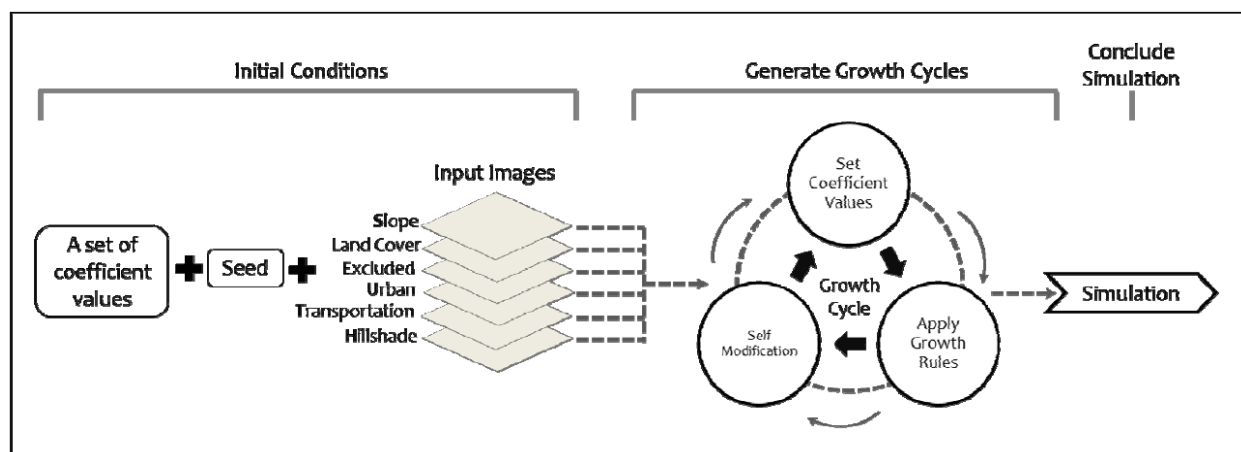 Initial Conditions
Generate Growth Cycles
Conclude
Simulation
A set of
coefficient
values
Seed
Input Images
Slope
Land Cover
Excluded
Urban
Transportation
Hillshade
Set
Coefficient
Values
Growth
Cycle
Self
Modification
Apply
Growth
Rules
Simulation